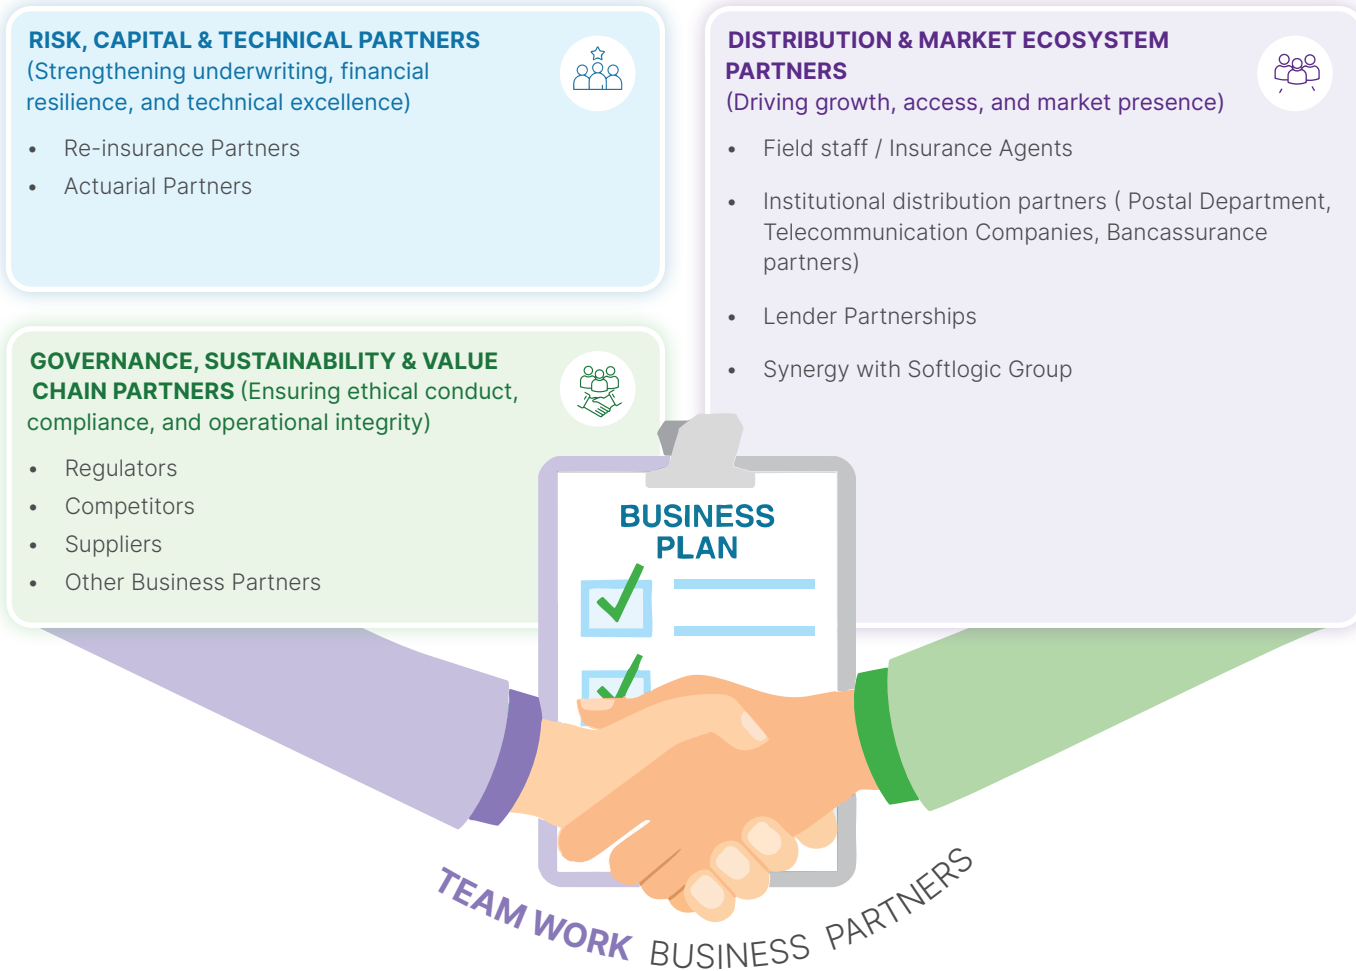 RISK, CAPITAL & TECHNICAL PARTNERS
(Strengthening underwriting, financial
resilience, and technical excellence)
• Re-insurance Partners
• Actuarial Partners
DISTRIBUTION & MARKET ECOSYSTEM
PARTNERS
(Driving growth, access, and market presence)
• Field staff / Insurance Agents
• Institutional distribution partners ( Postal Department,
Telecommunication Companies, Bancassurance
partners)
• Lender Partnerships
• Synergy with Softlogic Group
GOVERNANCE, SUSTAINABILITY & VALUE
CHAIN PARTNERS (Ensuring ethical conduct,
compliance, and operational integrity)
• Regulators
• Competitors
• Suppliers
• Other Business Partners
BUSINESS
PLAN
TEAM WORK BUSINESS PARTNERS